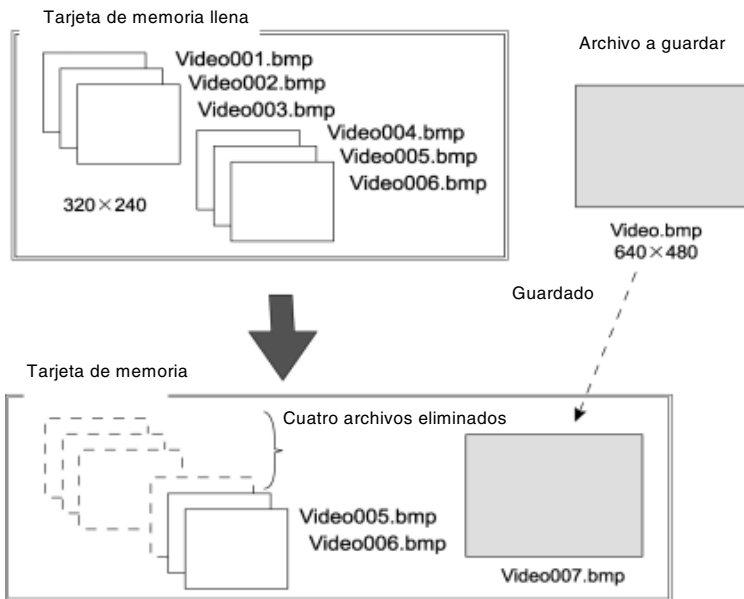 Tarjeta de memoria llena
Video001.bmp
Video002.bmp
Video003.bmp
Video004.bmp
Video005.bmp
Video006.bmp
320×240
Archivo a guardar
Video.bmp
640×480
Guardado
Tarjeta de memoria
Cuatro archivos eliminados
Video005.bmp
Video006.bmp
Video007.bmp